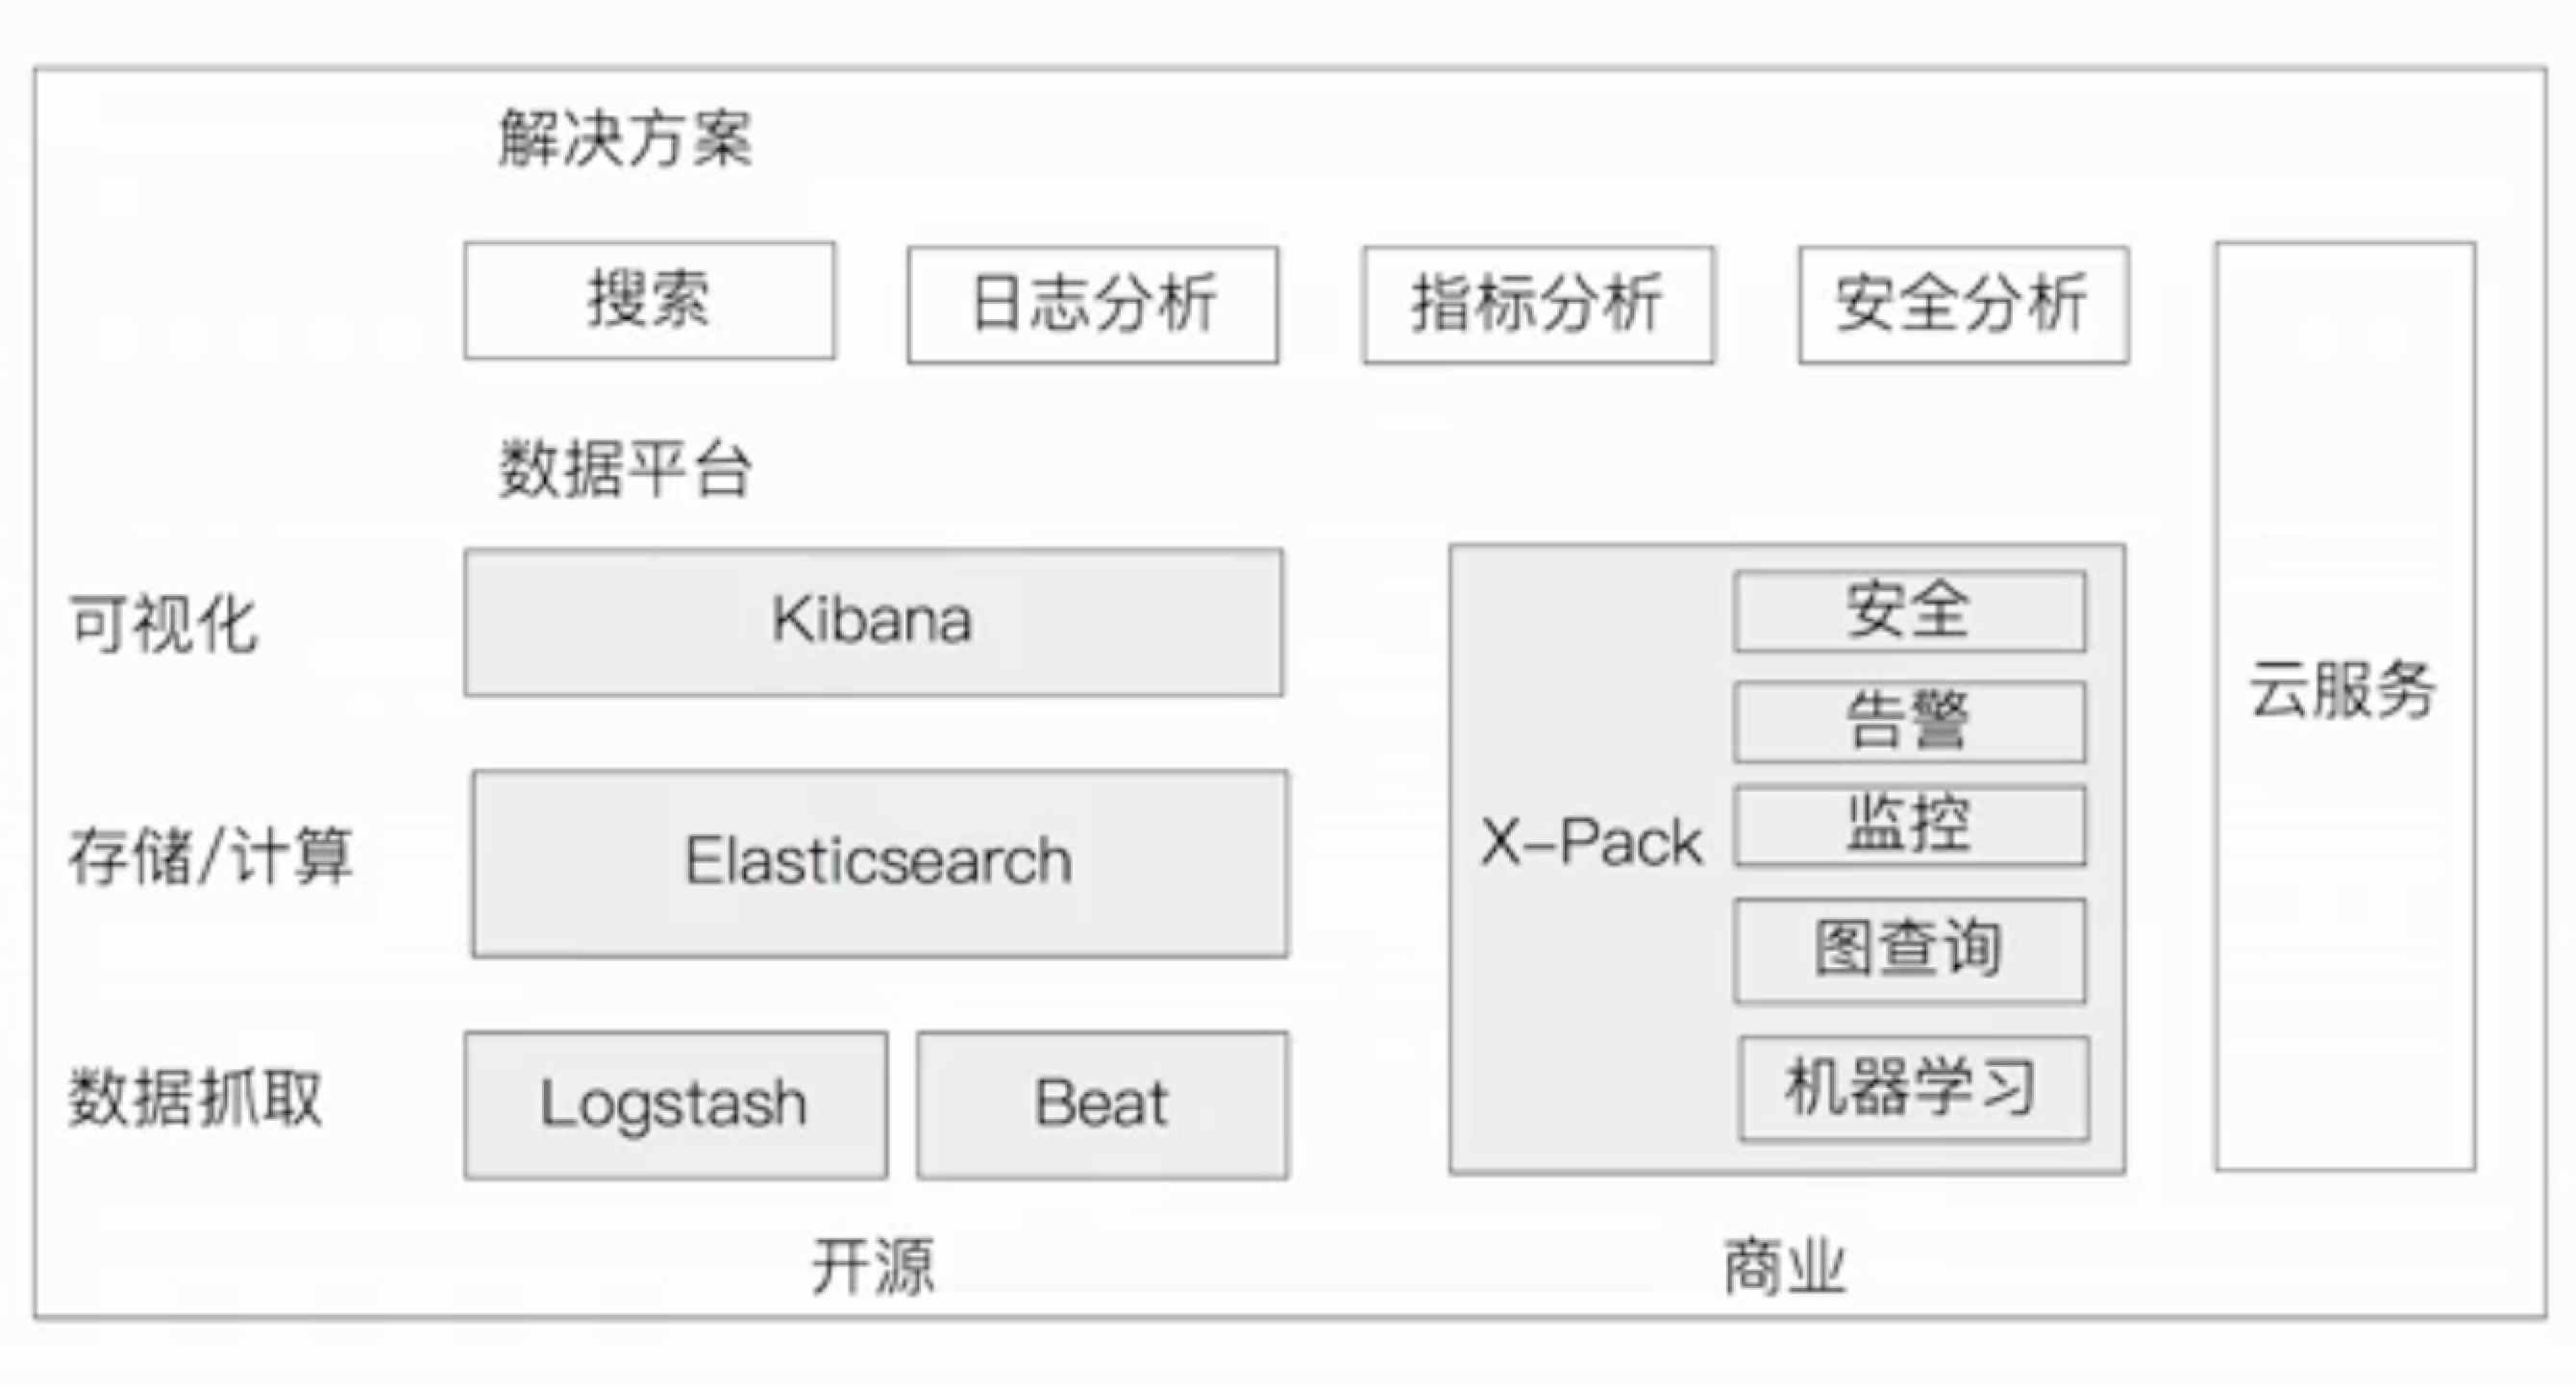 解决方案
搜索
日志分析
指标分析
安全分析
数据平台
可视化
Kibana
存储/计算
Elasticsearch
数据抓取
Logstash
Beat
X-Pack
安全
告警
监控
图查询
机器学习
云服务
开源
商业